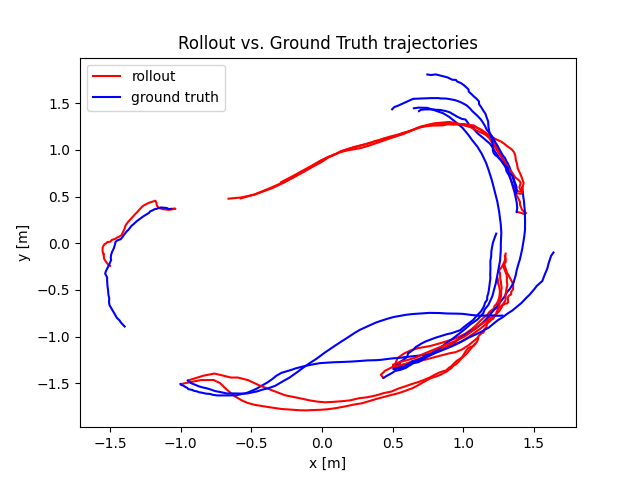 Rollout vs. Ground Truth trajectories
rollout
ground truth
1.5
1.0
0.5
0.0
−0.5
−1.0
−1.5
y [m]
−1.5 −1.0 −0.5 0.0 0.5 1.0 1.5
x [m]